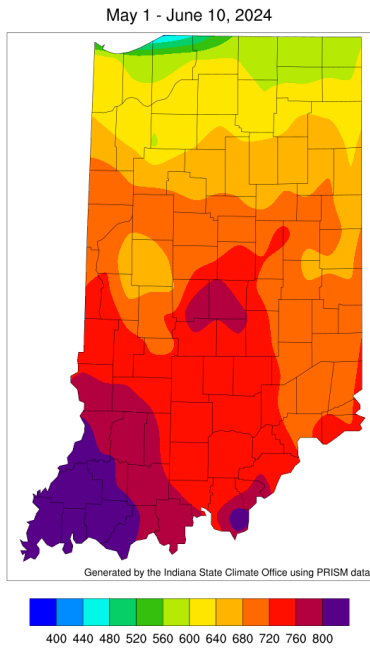 May 1 - June 10, 2024
Generated by the Indiana State Climate Office using PRISM data
400 440 480 520 560 600 640 680 720 760 800